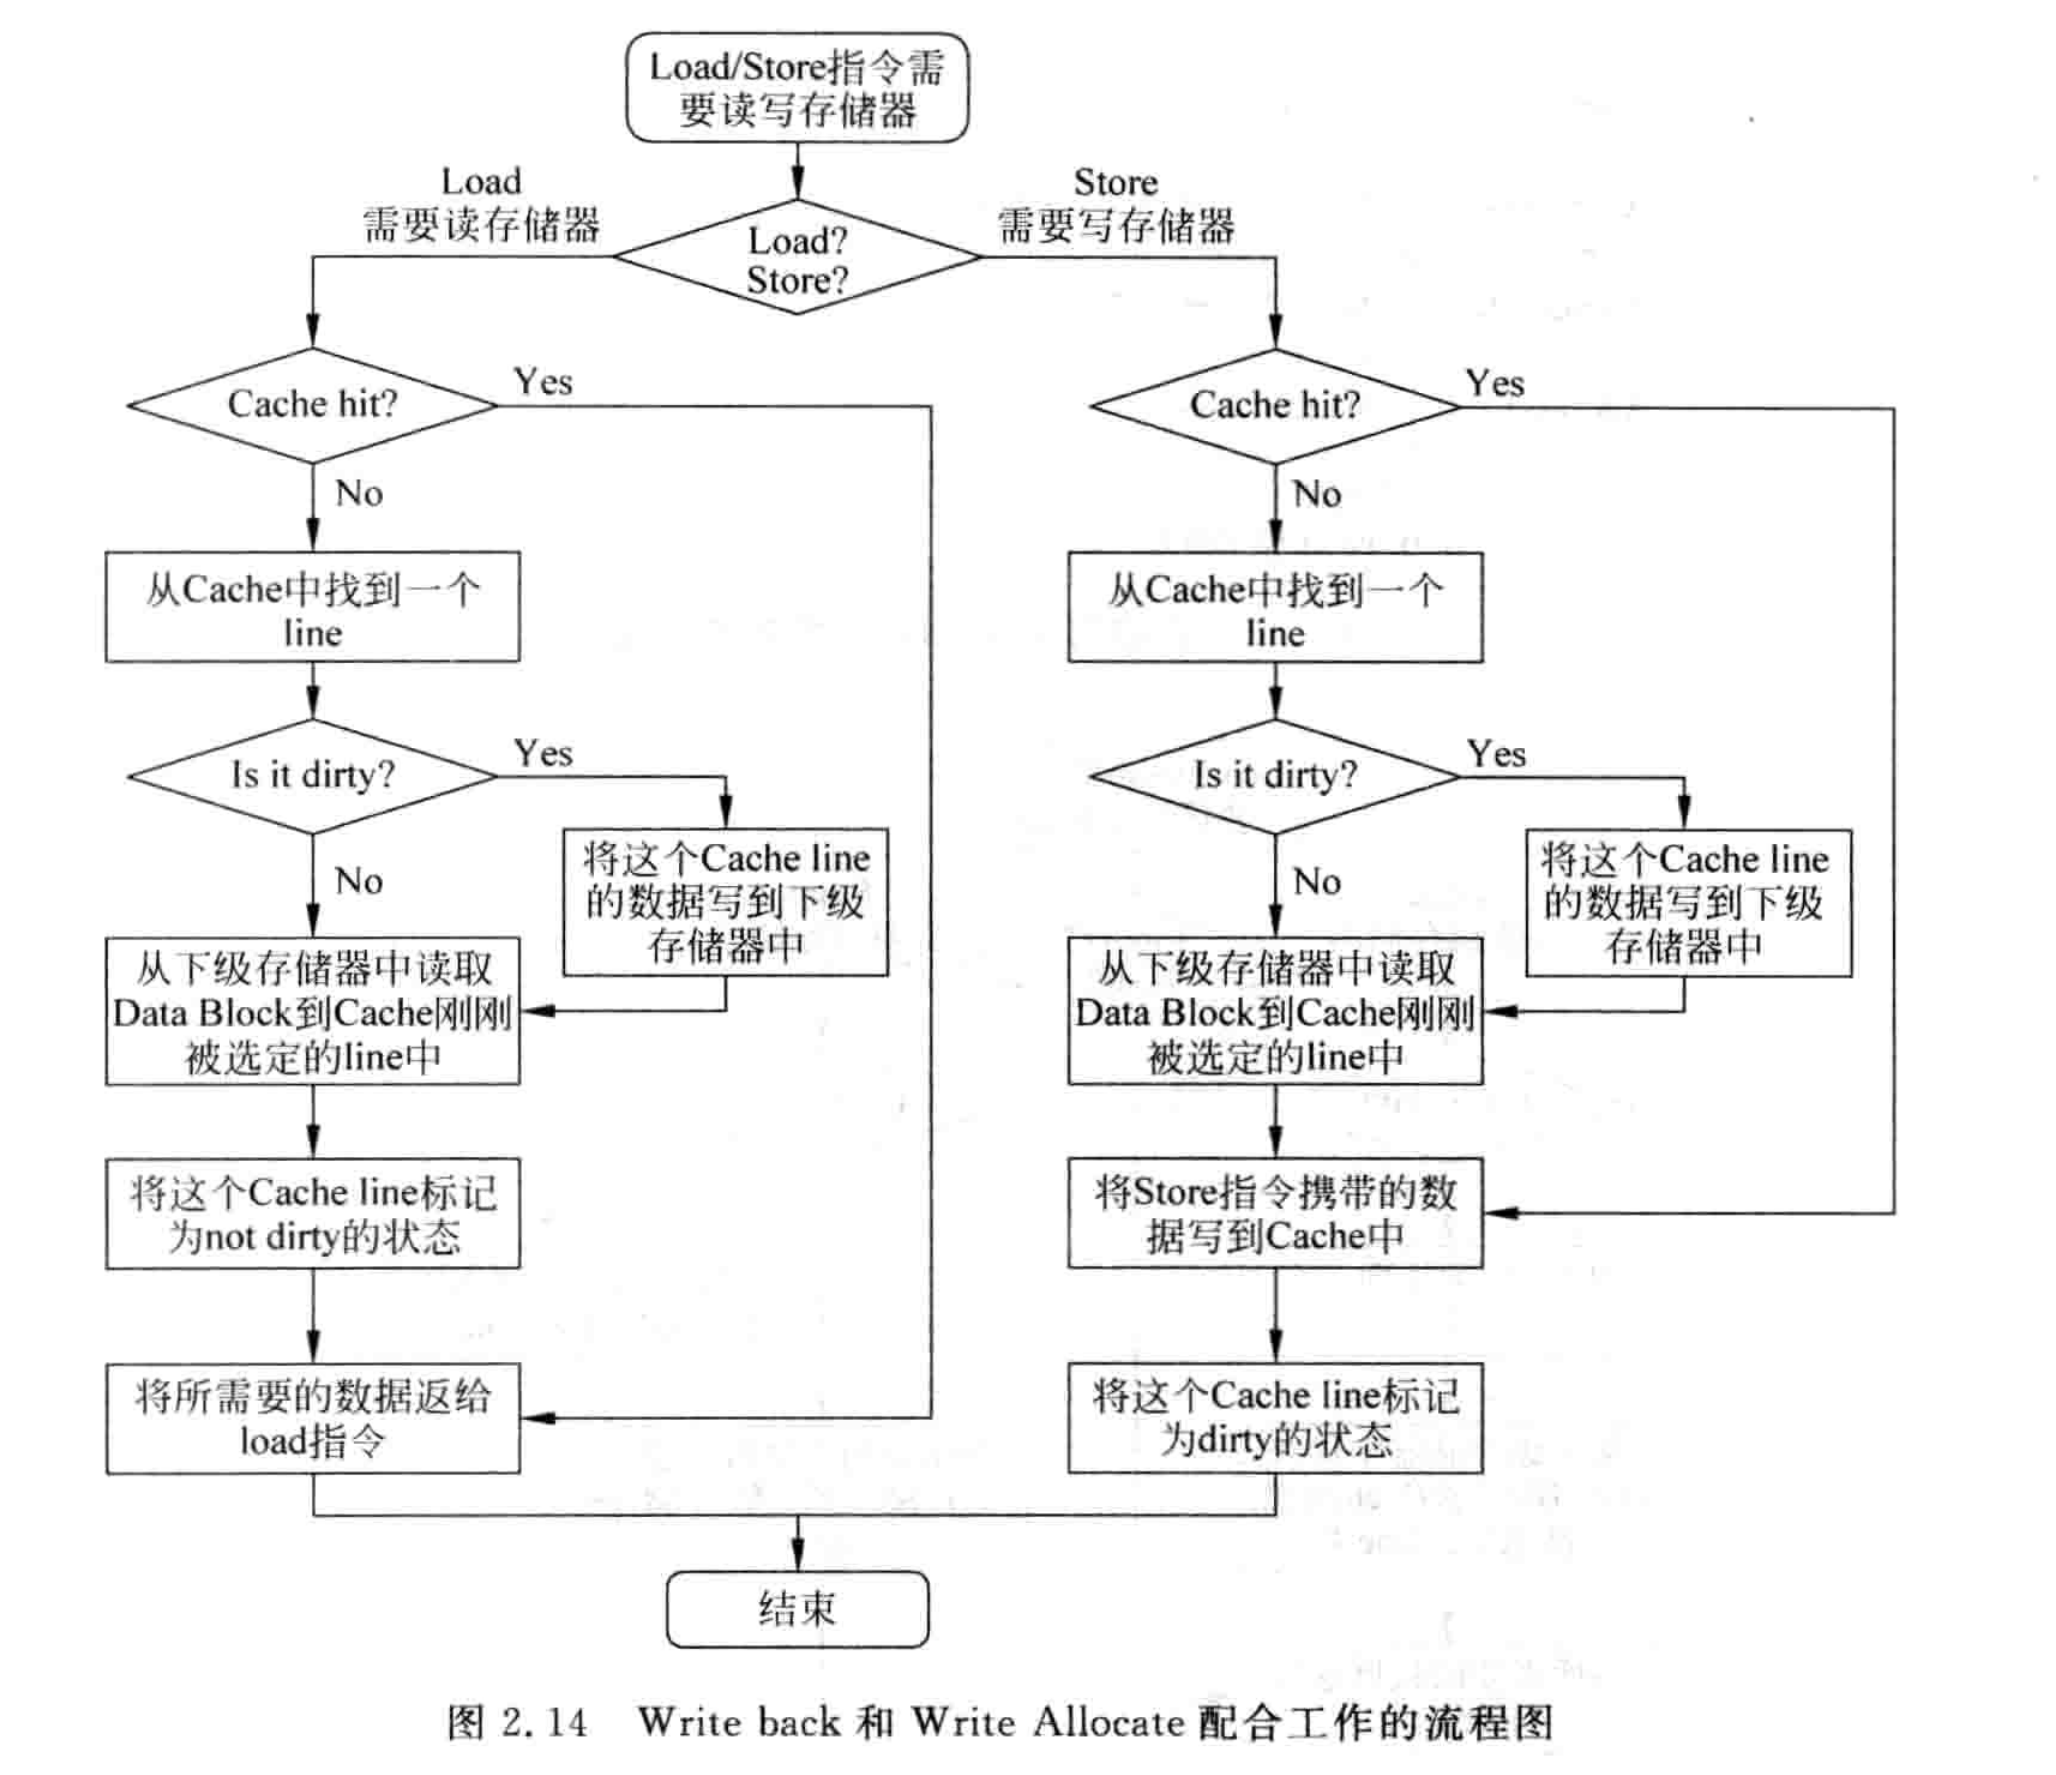 Load/Store指令需
要读写存储器
Load
需要读存储器
Store
需要写存储器
Load?
Store?
Cache hit?
Yes
No
从Cache中找到一个
line
Is it dirty?
Yes
No
将这个Cache line
的数据写到下级
存储器中
从下级存储器中读取
Data Block到Cache刚刚
被选定的line中
将这个Cache line标记
为not dirty的状态
将所需要的数据返给
load指令
Cache hit?
Yes
No
从Cache中找到一个
line
Is it dirty?
Yes
No
将这个Cache line
的数据写到下级
存储器中
从下级存储器中读取
Data Block到Cache刚刚
被选定的line中
将Store指令携带的数
据写到Cache中
将这个Cache line标记
为dirty的状态
结束
图 2.14 Write back 和 Write Allocate 配合工作的流程图